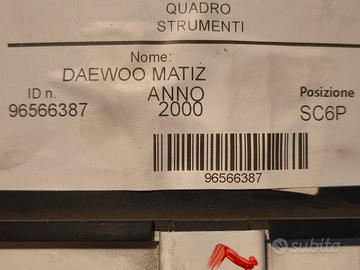 QUADRO
STRUMENTI
Nome:
DAEWOO MATIZ
ID n.
ANNO
Posizione
96566387
2000
SC6P
96566387
subito